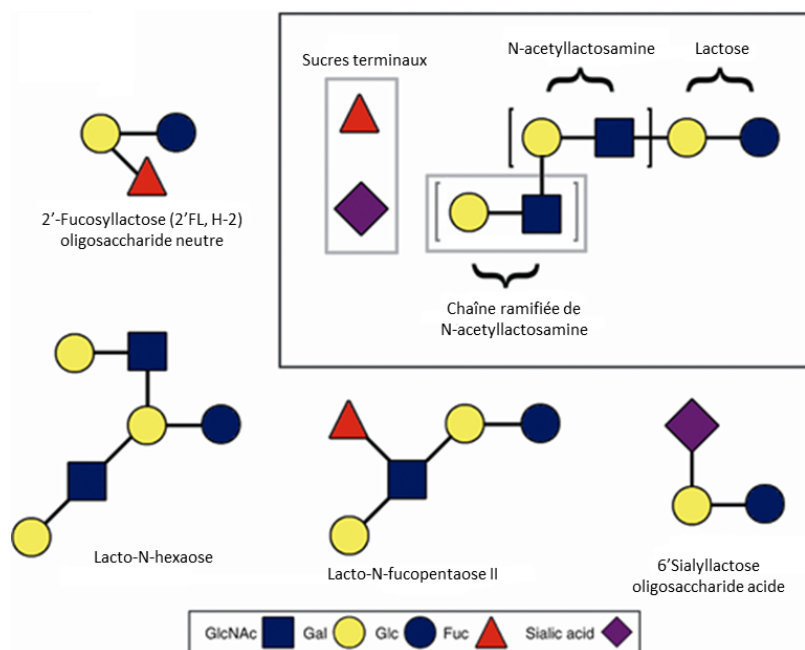 Sucres terminaux
N-acetyllactosamine
Lactose
[
]
[
]
Chaîne ramifiée de
N-acetyllactosamine
2’-Fucosyllactose (2’FL, H-2)
oligosaccharide neutre
Lacto-N-hexaose
Lacto-N-fucopentaose II
6’Sialyllactose
oligosaccharide acide
GlcNAc Gal Glc Fuc Sialic acid